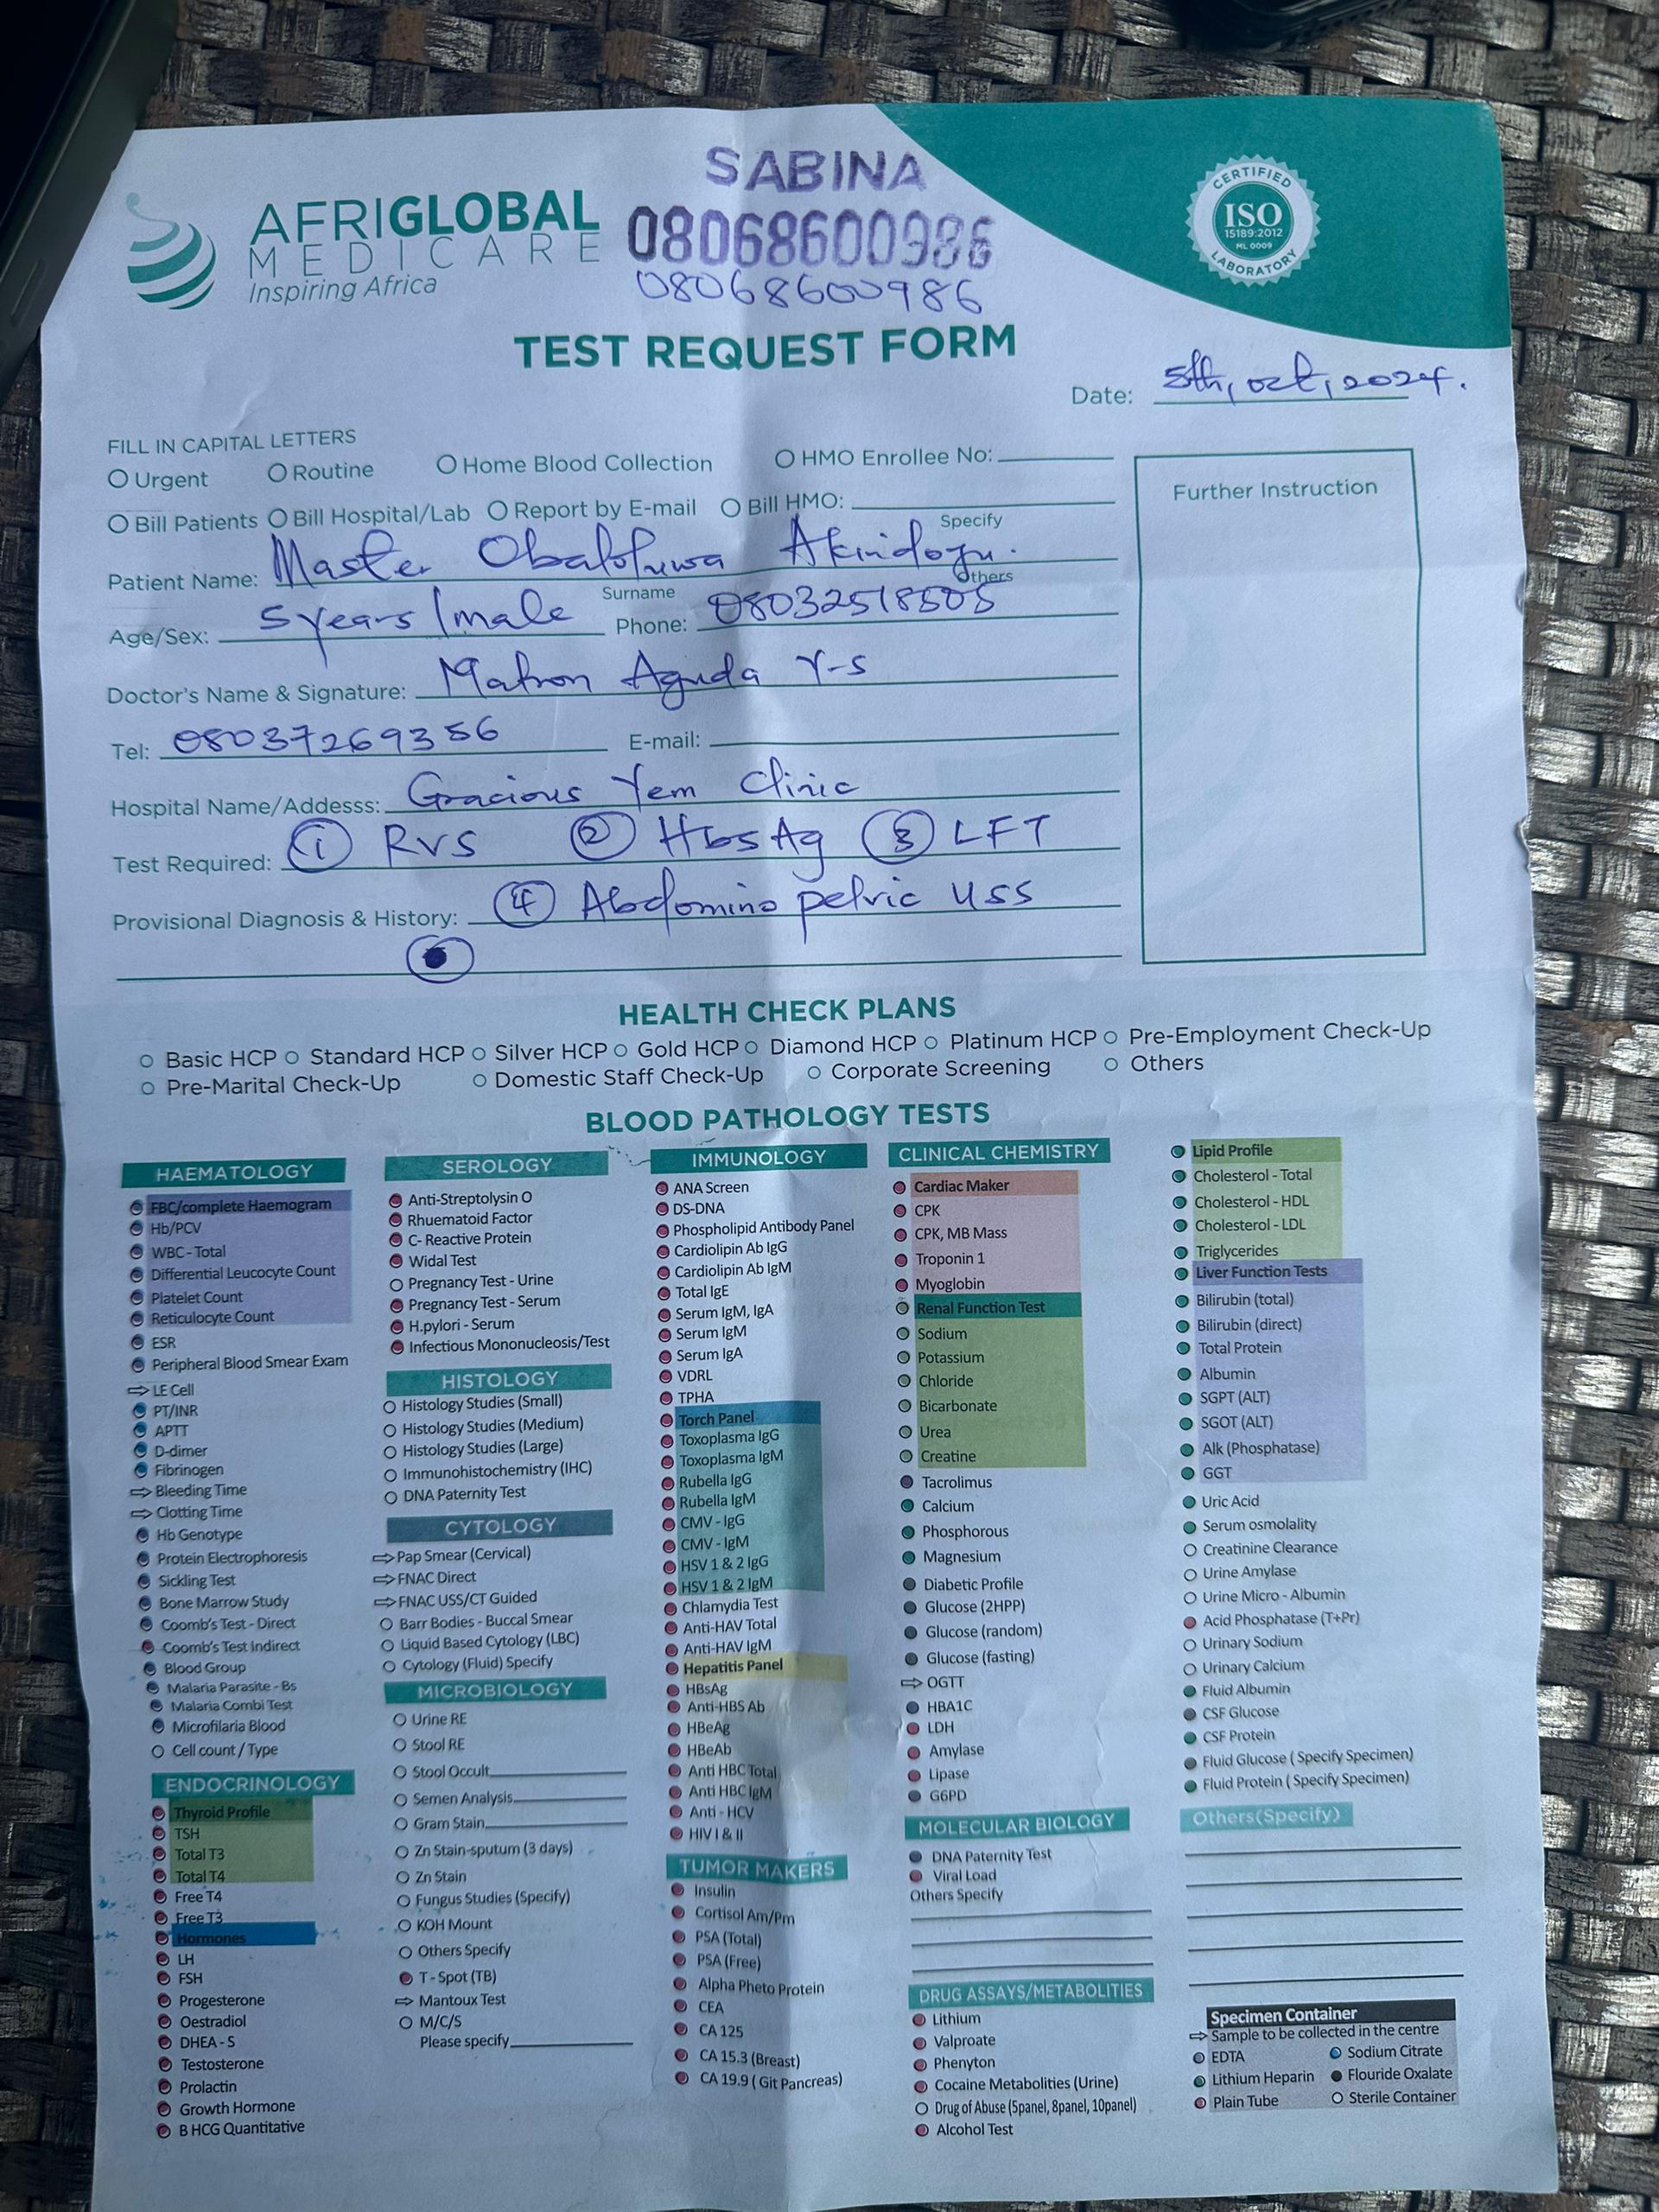 SABINA
08068600986
08068600986
AFRIGLOBAL
MEDICARE
Inspiring Africa
CERTIFIED
ISO
15189:2012
ML 0009
LABORATORY
TEST REQUEST FORM
Date: 5th, oct, 2024.
FILL IN CAPITAL LETTERS
Urgent Routine Home Blood Collection HMO Enrollee No:
Bill Patients Bill Hospital/Lab Report by E-mail Bill HMO:
Specify
Further Instruction
Patient Name: Master Obaloluwa Akindoju.
Surname Others
Age/Sex: 5years/male Phone: 08032518505
Doctor's Name & Signature: Matron Aguda Y-S
Tel: 08037269356 E-mail:
Hospital Name/Addesss: Gracious Yem Clinic
Test Required: ① RVS ② HbsAg ③ LFT
Provisional Diagnosis & History: ④ Abdomino pelvic USS
HEALTH CHECK PLANS
Basic HCP Standard HCP Silver HCP Gold HCP Diamond HCP Platinum HCP Pre-Employment Check-Up
Pre-Marital Check-Up Domestic Staff Check-Up Corporate Screening Others
BLOOD PATHOLOGY TESTS
HAEMATOLOGY
FBC/complete Haemogram
Hb/PCV
WBC - Total
Differential Leucocyte Count
Platelet Count
Reticulocyte Count
ESR
Peripheral Blood Smear Exam
LE Cell
PT/INR
APTT
D-dimer
Fibrinogen
Bleeding Time
Clotting Time
Hb Genotype
Protein Electrophoresis
Sickling Test
Bone Marrow Study
Coomb's Test - Direct
Coomb's Test Indirect
Blood Group
Malaria Parasite - Bs
Malaria Combi Test
Microfilaria Blood
Cell count / Type
ENDOCRINOLOGY
Thyroid Profile
TSH
Total T3
Total T4
Free T4
Free T3
Hormones
LH
FSH
Progesterone
Oestradiol
DHEA - S
Testosterone
Prolactin
Growth Hormone
B HCG Quantitative
SEROLOGY
Anti-Streptolysin O
Rhuematoid Factor
C- Reactive Protein
Widal Test
Pregnancy Test - Urine
Pregnancy Test - Serum
H.pylori - Serum
Infectious Mononucleosis/Test
HISTOLOGY
Histology Studies (Small)
Histology Studies (Medium)
Histology Studies (Large)
Immunohistochemistry (IHC)
DNA Paternity Test
CYTOLOGY
Pap Smear (Cervical)
FNAC Direct
FNAC USS/CT Guided
Barr Bodies - Buccal Smear
Liquid Based Cytology (LBC)
Cytology (Fluid) Specify
MICROBIOLOGY
Urine RE
Stool RE
Stool Occult
Semen Analysis
Gram Stain
Zn Stain-sputum (3 days)
Zn Stain
Fungus Studies (Specify)
KOH Mount
Others Specify
T - Spot (TB)
Mantoux Test
M/C/S
Please specify
IMMUNOLOGY
ANA Screen
DS-DNA
Phospholipid Antibody Panel
Cardiolipin Ab IgG
Cardiolipin Ab IgM
Total IgE
Serum IgM, IgA
Serum IgM
Serum IgA
VDRL
TPHA
Torch Panel
Toxoplasma IgG
Toxoplasma IgM
Rubella IgG
Rubella IgM
CMV - IgG
CMV - IgM
HSV 1 & 2 IgG
HSV 1 & 2 IgM
Chlamydia Test
Anti-HAV Total
Anti-HAV IgM
Hepatitis Panel
HBsAg
Anti-HBS Ab
HBeAg
HBeAb
Anti HBC Total
Anti HBC IgM
Anti - HCV
HIV I & II
TUMOR MAKERS
Insulin
Cortisol Am/Pm
PSA (Total)
PSA (Free)
Alpha Pheto Protein
CEA
CA 125
CA 15.3 (Breast)
CA 19.9 ( Git Pancreas)
CLINICAL CHEMISTRY
Cardiac Maker
CPK
CPK, MB Mass
Troponin 1
Myoglobin
Renal Function Test
Sodium
Potassium
Chloride
Bicarbonate
Urea
Creatine
Tacrolimus
Calcium
Phosphorous
Magnesium
Diabetic Profile
Glucose (2HPP)
Glucose (random)
Glucose (fasting)
OGTT
HBA1C
LDH
Amylase
Lipase
G6PD
MOLECULAR BIOLOGY
DNA Paternity Test
Viral Load
Others Specify
DRUG ASSAYS/METABOLITIES
Lithium
Valproate
Phenyton
Cocaine Metabolities (Urine)
Drug of Abuse (5panel, 8panel, 10panel)
Alcohol Test
Lipid Profile
Cholesterol - Total
Cholesterol - HDL
Cholesterol - LDL
Triglycerides
Liver Function Tests
Bilirubin (total)
Bilirubin (direct)
Total Protein
Albumin
SGPT (ALT)
SGOT (ALT)
Alk (Phosphatase)
GGT
Uric Acid
Serum osmolality
Creatinine Clearance
Urine Amylase
Urine Micro - Albumin
Acid Phosphatase (T+Pr)
Urinary Sodium
Urinary Calcium
Fluid Albumin
CSF Glucose
CSF Protein
Fluid Glucose ( Specify Specimen)
Fluid Protein ( Specify Specimen)
Others(Specify)
Specimen Container
Sample to be collected in the centre
EDTA Sodium Citrate
Lithium Heparin Flouride Oxalate
Plain Tube Sterile Container